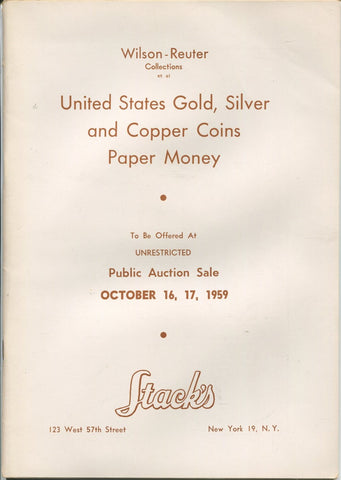 Wilson-Reuter
Collections
et al
United States Gold, Silver
and Copper Coins
Paper Money
To Be Offered At
UNRESTRICTED
Public Auction Sale
OCTOBER 16, 17, 1959
Stack's
123 West 57th Street New York 19, N. Y.